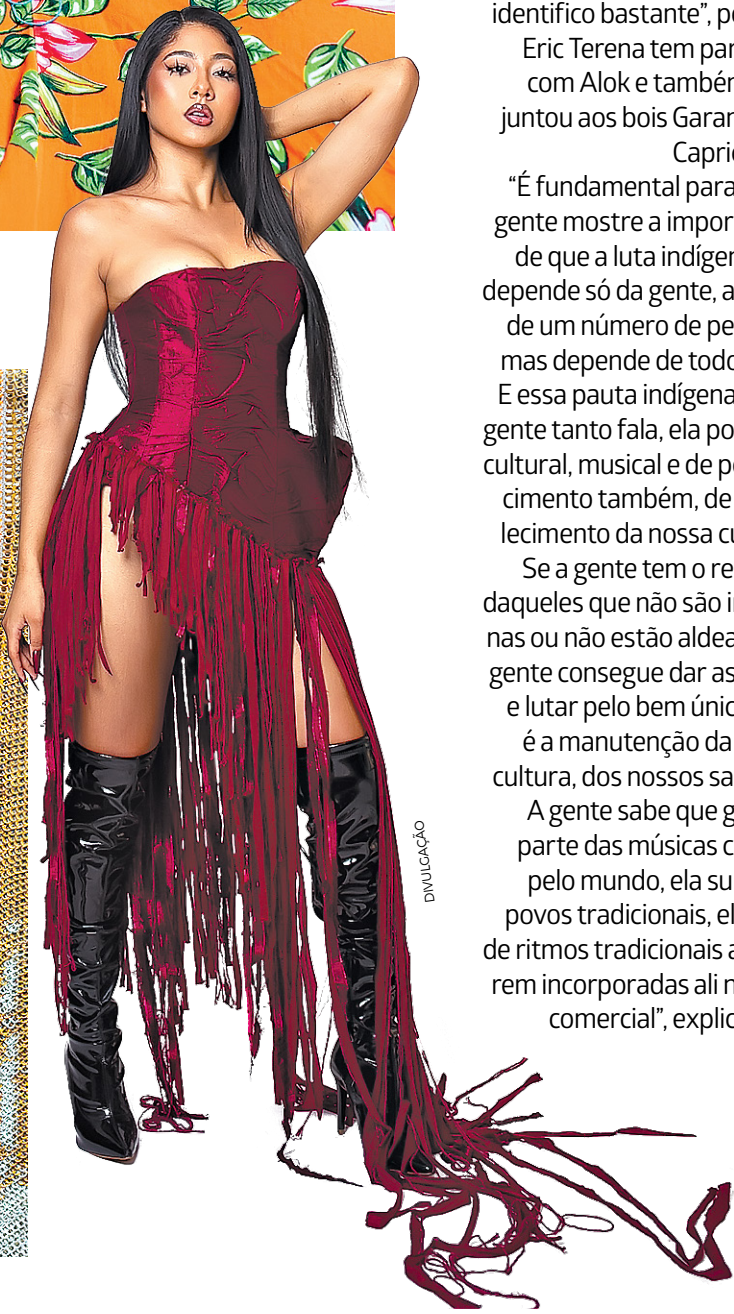 identifico bastante”, po
Eric Terena tem par
com Alok e també
juntou aos bois Garan
Capric
“É fundamental para
gente mostre a impor
de que a luta indíger
depende só da gente, a
de um número de pe
mas depende de todo
E essa pauta indígena
gente tanto fala, ela po
cultural, musical e de pe
cimento também, de
lecimento da nossa cu
Se a gente tem o re
daqueles que não são in
nas ou não estão aldea
gente consegue dar as
e lutar pelo bem únic
é a manutenção da
cultura, dos nossos sa
A gente sabe que g
parte das músicas c
pelo mundo, ela su
povos tradicionais, el
de ritmos tradicionais a
rem incorporadas ali n
comercial”, explic
DIVULGAÇÃO